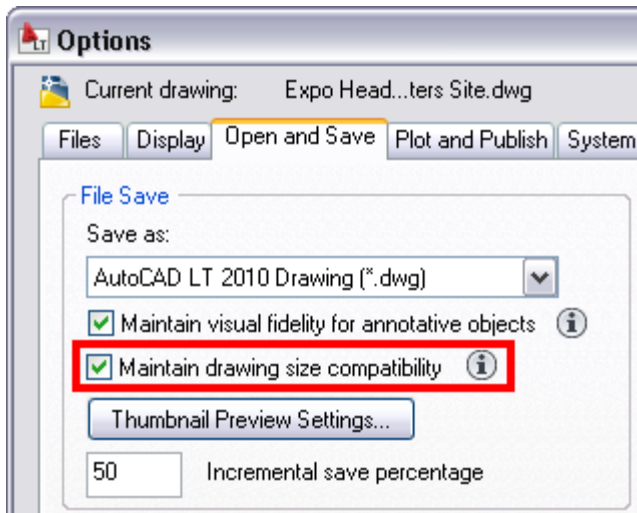 LT Options
Current drawing: Expo Head...ters Site.dwg
Files Display Open and Save Plot and Publish System
File Save
Save as:
AutoCAD LT 2010 Drawing (*.dwg)
Maintain visual fidelity for annotative objects
Maintain drawing size compatibility
Thumbnail Preview Settings...
50 Incremental save percentage